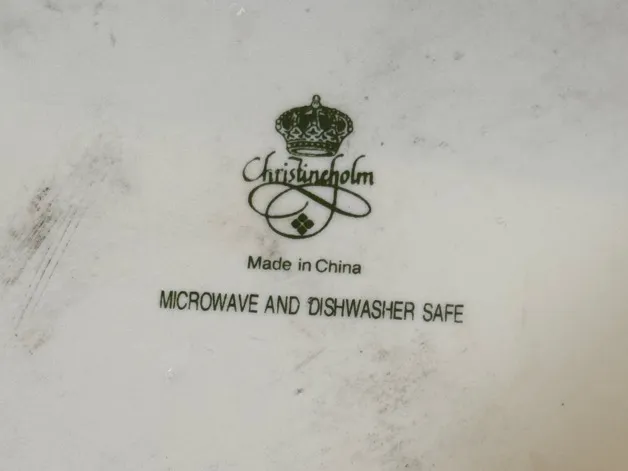 Christineholm
Made in China
MICROWAVE AND DISHWASHER SAFE